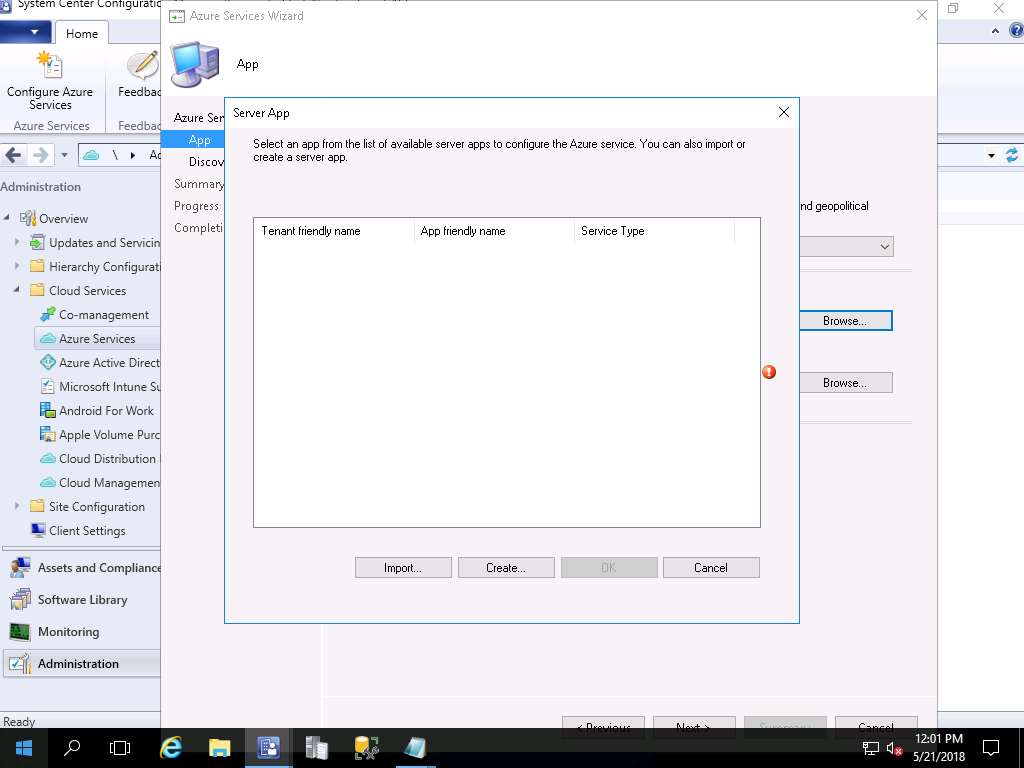 System Center Configuratio
Azure Services Wizard
Home
Configure Azure
Services
Feedbac
Azure Services
Feedbac
App
\
Ad
Azure Ser
App
Discov
Summary
Progress
Completi
Server App
Select an app from the list of available server apps to configure the Azure service. You can also import or
create a server app.
Tenant friendly name
App friendly name
Service Type
Import...
Create...
OK
Cancel
nd geopolitical
Browse...
Browse...
Administration
Overview
Updates and Servicin
Hierarchy Configurati
Cloud Services
Co-management
Azure Services
Azure Active Direct
Microsoft Intune Su
Android For Work
Apple Volume Purc
Cloud Distribution
Cloud Managemen
Site Configuration
Client Settings
Assets and Compliance
Software Library
Monitoring
Administration
< Previous
Next >
Summary
Cancel
Ready
12:01 PM
5/21/2018